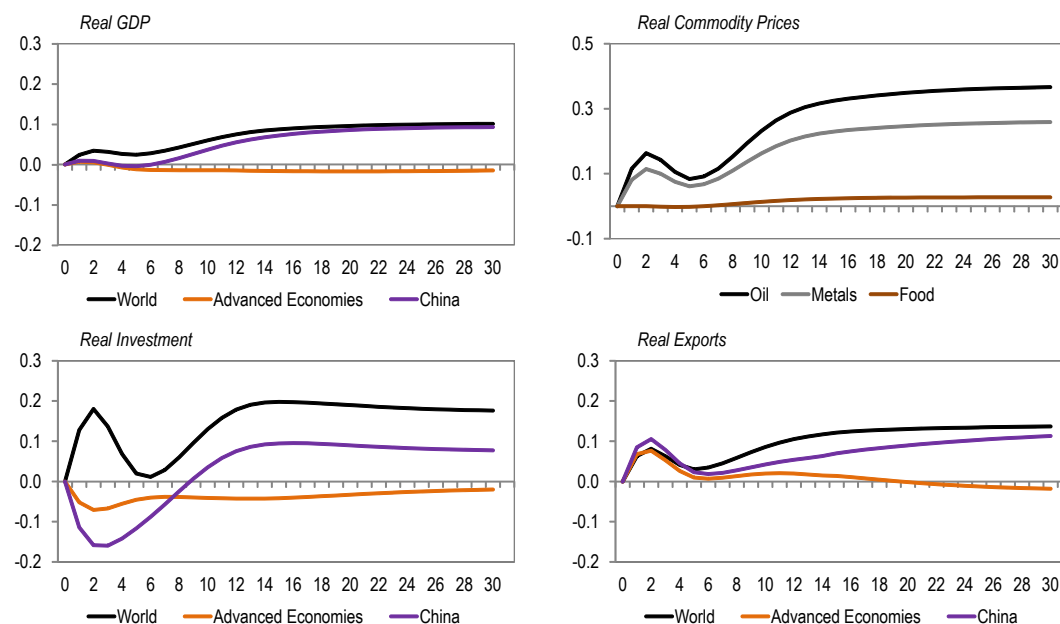 Real GDP
0.3
0.2
0.1
0.0
-0.1
-0.2
0 2 4 6 8 10 12 14 16 18 20 22 24 26 28 30
World Advanced Economies China
Real Commodity Prices
0.5
0.3
0.1
-0.1
0 2 4 6 8 10 12 14 16 18 20 22 24 26 28 30
Oil Metals Food
Real Investment
0.3
0.2
0.1
0.0
-0.1
-0.2
0 2 4 6 8 10 12 14 16 18 20 22 24 26 28 30
World Advanced Economies China
Real Exports
0.3
0.2
0.1
0.0
-0.1
-0.2
0 2 4 6 8 10 12 14 16 18 20 22 24 26 28 30
World Advanced Economies China